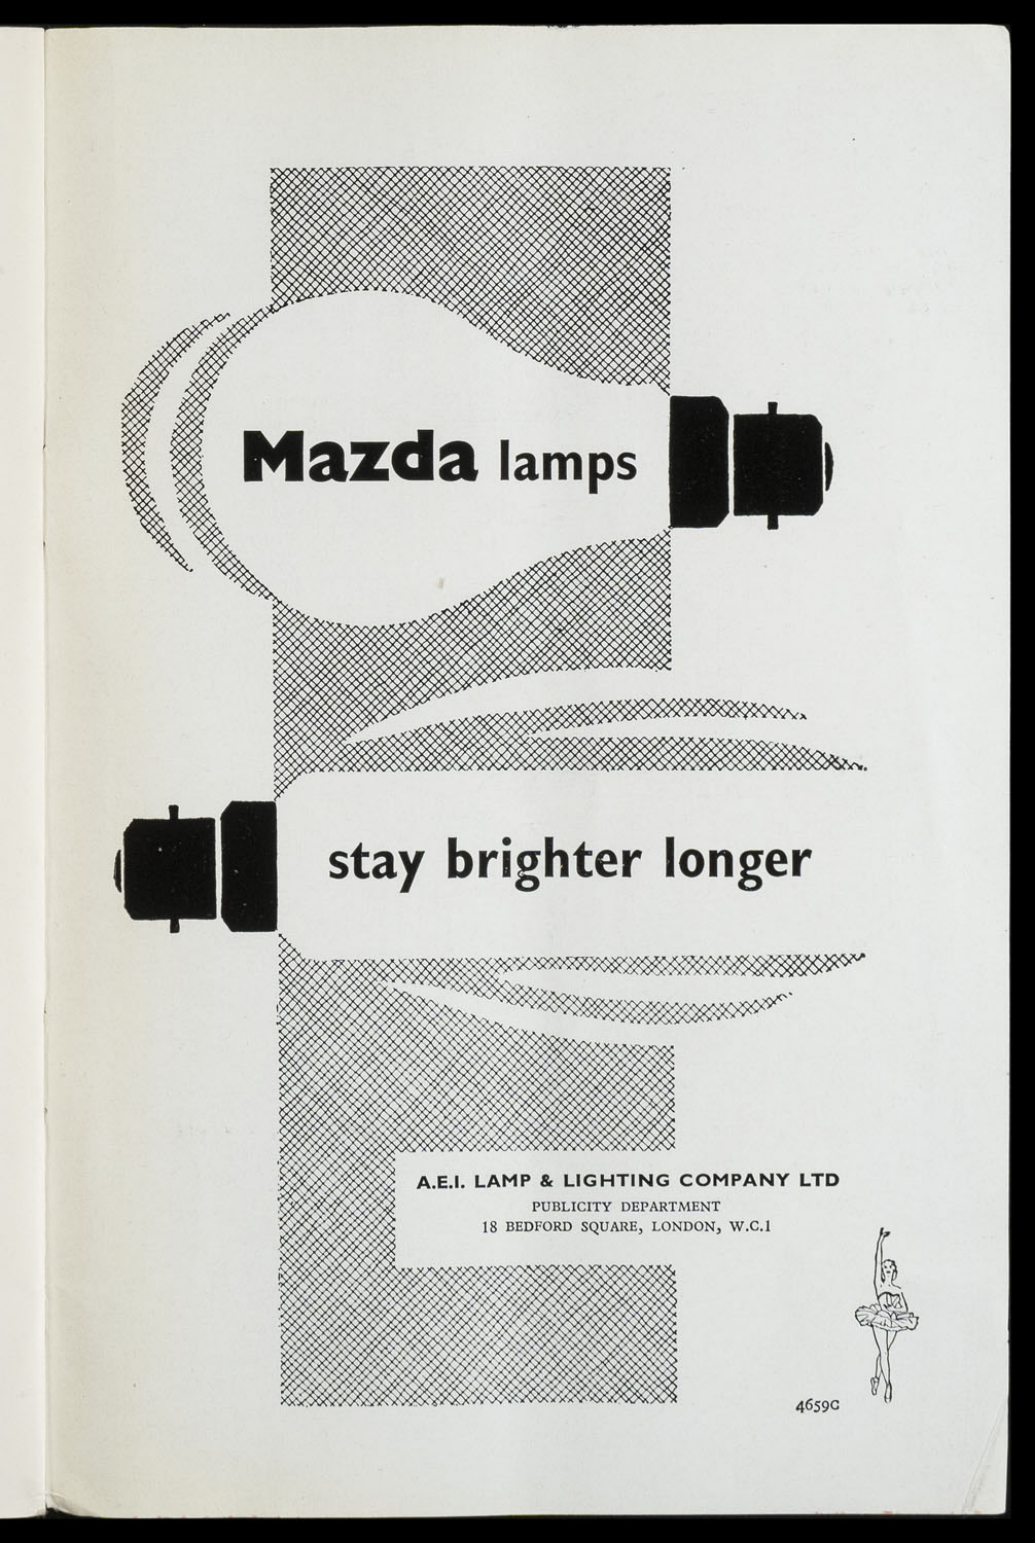 Mazda lamps
stay brighter longer
A.E.I. LAMP & LIGHTING COMPANY LTD
PUBLICITY DEPARTMENT
18 BEDFORD SQUARE, LONDON, W.C.1
4659C